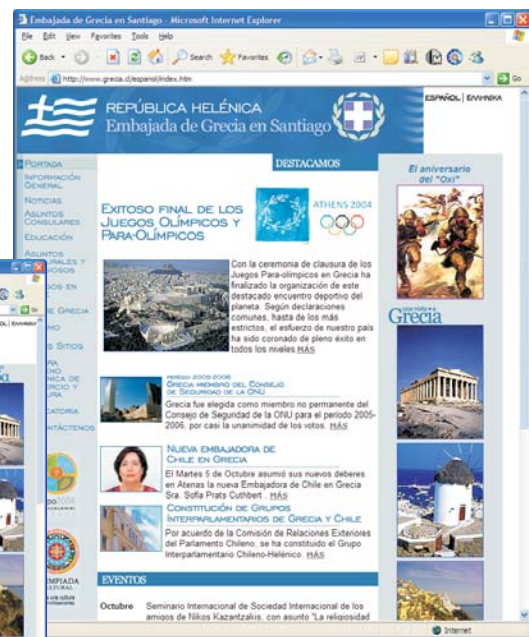 Embajada de Grecia en Santiago - Microsoft Internet Explorer
File Edit View Favorites Tools Help
Back Search Favorites
Address http://www.grecia.cl/espanol/index.htm Go
REPÚBLICA HELÉNICA
Embajada de Grecia en Santiago
ESPAÑOL | ΕΛΛΗΝΙΚΑ
PORTADA
INFORMACIÓN
GENERAL
NOTICIAS
ASUNTOS
CONSULARES
EDUCACIÓN
ASUNTOS
DESTACAMOS
EXITOSO FINAL DE LOS
JUEGOS OLÍMPICOS Y
PARA-OLÍMPICOS
ATHENS 2004
Con la ceremonia de clausura de los
Juegos Para-olímpicos en Grecia ha
finalizado la organización de este
destacado encuentro deportivo del
planeta. Según declaraciones
comunes, hasta de los más
estrictos, el esfuerzo de nuestro país
ha sido coronado de pleno éxito en
todos los niveles MÁS
PERÍODO 2005-2006
GRECIA MIEMBRO DEL CONSEJO
DE SEGURIDAD DE LA ONU
Grecia fue elegida como miembro no permanente del
Consejo de Seguridad de la ONU para el período 2005-
2006, por casi la unanimidad de los votos. MÁS
NUEVA EMBAJADORA DE
CHILE EN GRECIA
El Martes 5 de Octubre asumió sus nuevos deberes
en Atenas la nueva Embajadora de Chile en Grecia
Sra. Sofía Prats Cuthbert . MÁS
CONSTITUCIÓN DE GRUPOS
INTERPARLAMENTARIOS DE GRECIA Y CHILE
Por acuerdo de la Comisión de Relaciones Exteriores
del Parlamento Chileno, se ha constituido el Grupo
Interparlamentario Chileno-Helénico. MÁS
EVENTOS
Octubre Seminario Internacional de Sociedad Internacional de los
amigos de Nikos Kazantzakis, con asunto "La religiosidad
El aniversario
del "Oxi"
Grecia
Internet